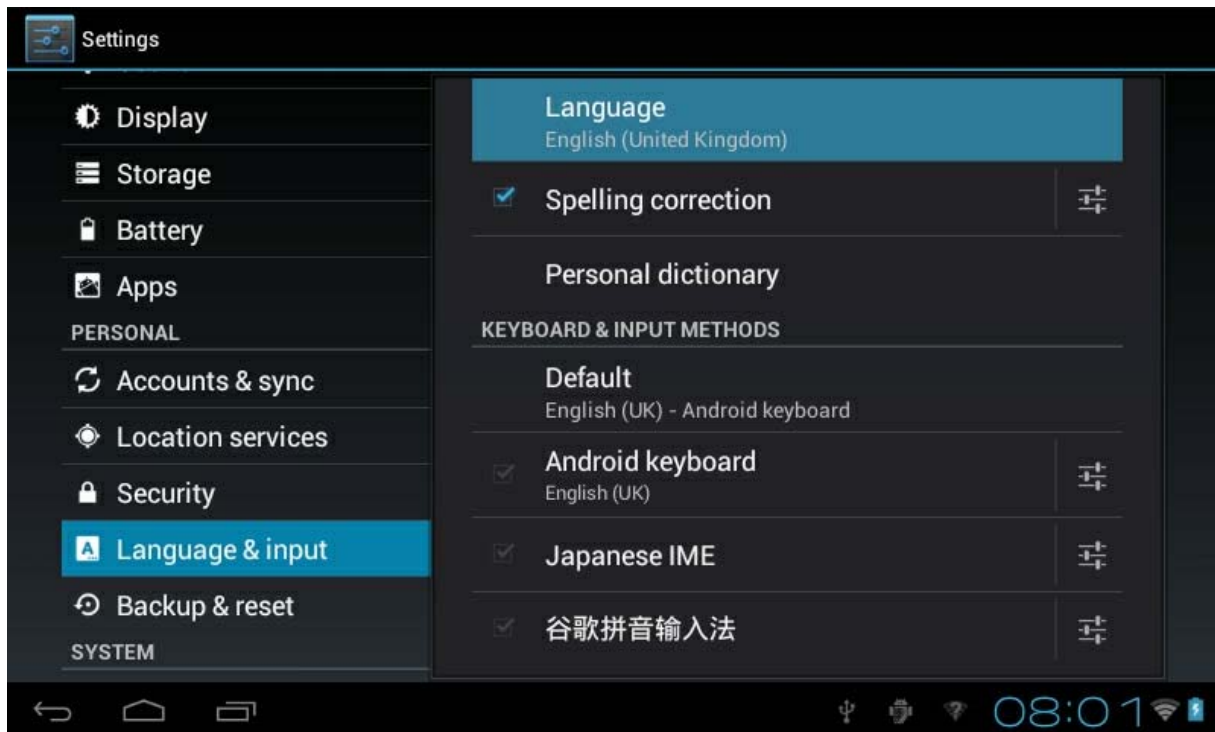 Settings
Display
Storage
Battery
Apps
PERSONAL
Accounts & sync
Location services
Security
Language & input
Backup & reset
SYSTEM
Language
English (United Kingdom)
Spelling correction
Personal dictionary
KEYBOARD & INPUT METHODS
Default
English (UK) - Android keyboard
Android keyboard
English (UK)
Japanese IME
谷歌拼音输入法
08:01